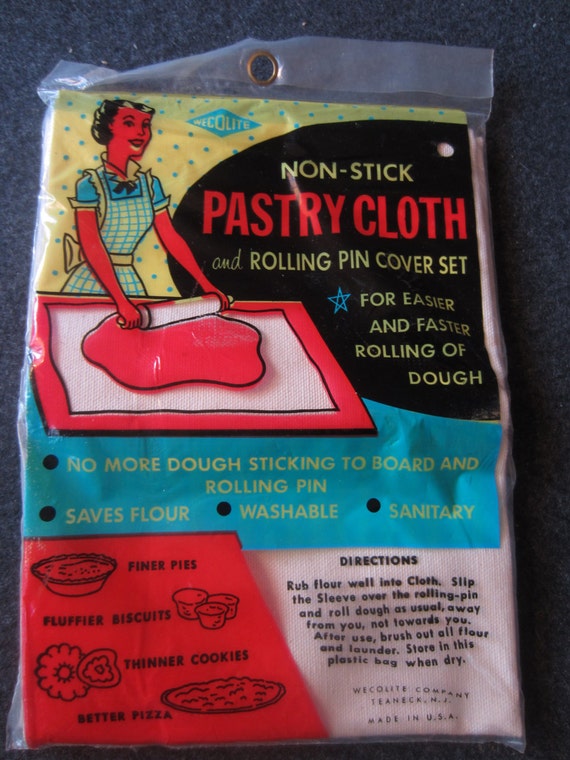 WECOLITE
NON-STICK
PASTRY CLOTH
and ROLLING PIN COVER SET
FOR EASIER
AND FASTER
ROLLING OF
DOUGH
• NO MORE DOUGH STICKING TO BOARD AND
ROLLING PIN
• SAVES FLOUR • WASHABLE • SANITARY
FINER PIES
FLUFFIER BISCUITS
THINNER COOKIES
BETTER PIZZA
DIRECTIONS
Rub flour well into Cloth. Slip
the Sleeve over the rolling-pin
and roll dough as usual, away
from you, not towards you.
After use, brush out all flour
and launder. Store in this
plastic bag when dry.
WECOLITE COMPANY
TEANECK, N.J.
MADE IN U.S.A.